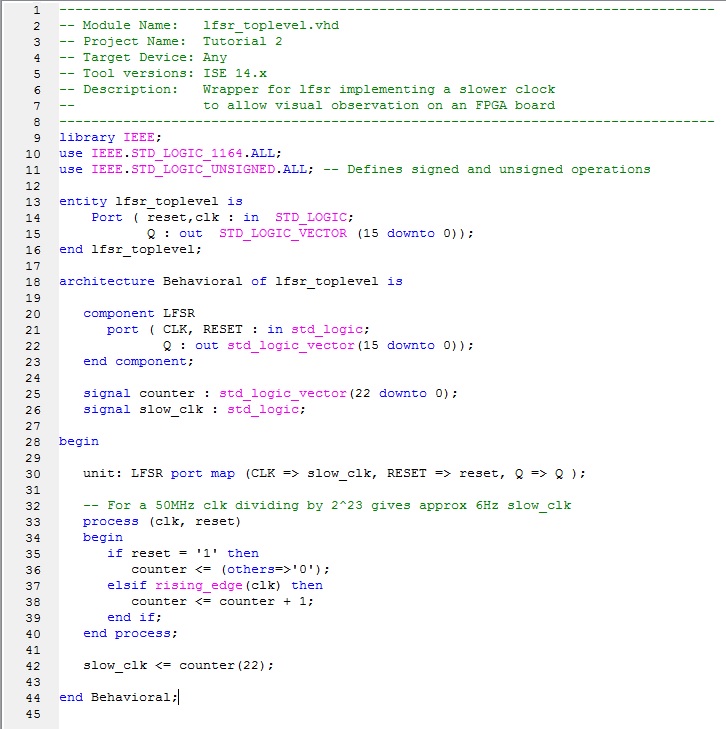 1 ----------------------------------------------------------------------------------
2 -- Module Name:   lfsr_toplevel.vhd
3 -- Project Name:  Tutorial 2
4 -- Target Device: Any
5 -- Tool versions: ISE 14.x
6 -- Description:   Wrapper for lfsr implementing a slower clock
7 --                to allow visual observation on an FPGA board
8 ----------------------------------------------------------------------------------
9 library IEEE;
10 use IEEE.STD_LOGIC_1164.ALL;
11 use IEEE.STD_LOGIC_UNSIGNED.ALL; -- Defines signed and unsigned operations
12
13 entity lfsr_toplevel is
14     Port ( reset,clk : in  STD_LOGIC;
15            Q : out  STD_LOGIC_VECTOR (15 downto 0));
16 end lfsr_toplevel;
17
18 architecture Behavioral of lfsr_toplevel is
19
20    component LFSR
21       port ( CLK, RESET : in std_logic;
22              Q : out std_logic_vector(15 downto 0));
23    end component;
24
25    signal counter : std_logic_vector(22 downto 0);
26    signal slow_clk : std_logic;
27
28 begin
29
30    unit: LFSR port map (CLK => slow_clk, RESET => reset, Q => Q );
31
32    -- For a 50MHz clk dividing by 2^23 gives approx 6Hz slow_clk
33    process (clk, reset)
34    begin
35       if reset = '1' then
36          counter <= (others=>'0');
37       elsif rising_edge(clk) then
38          counter <= counter + 1;
39       end if;
40    end process;
41
42    slow_clk <= counter(22);
43
44 end Behavioral;
45